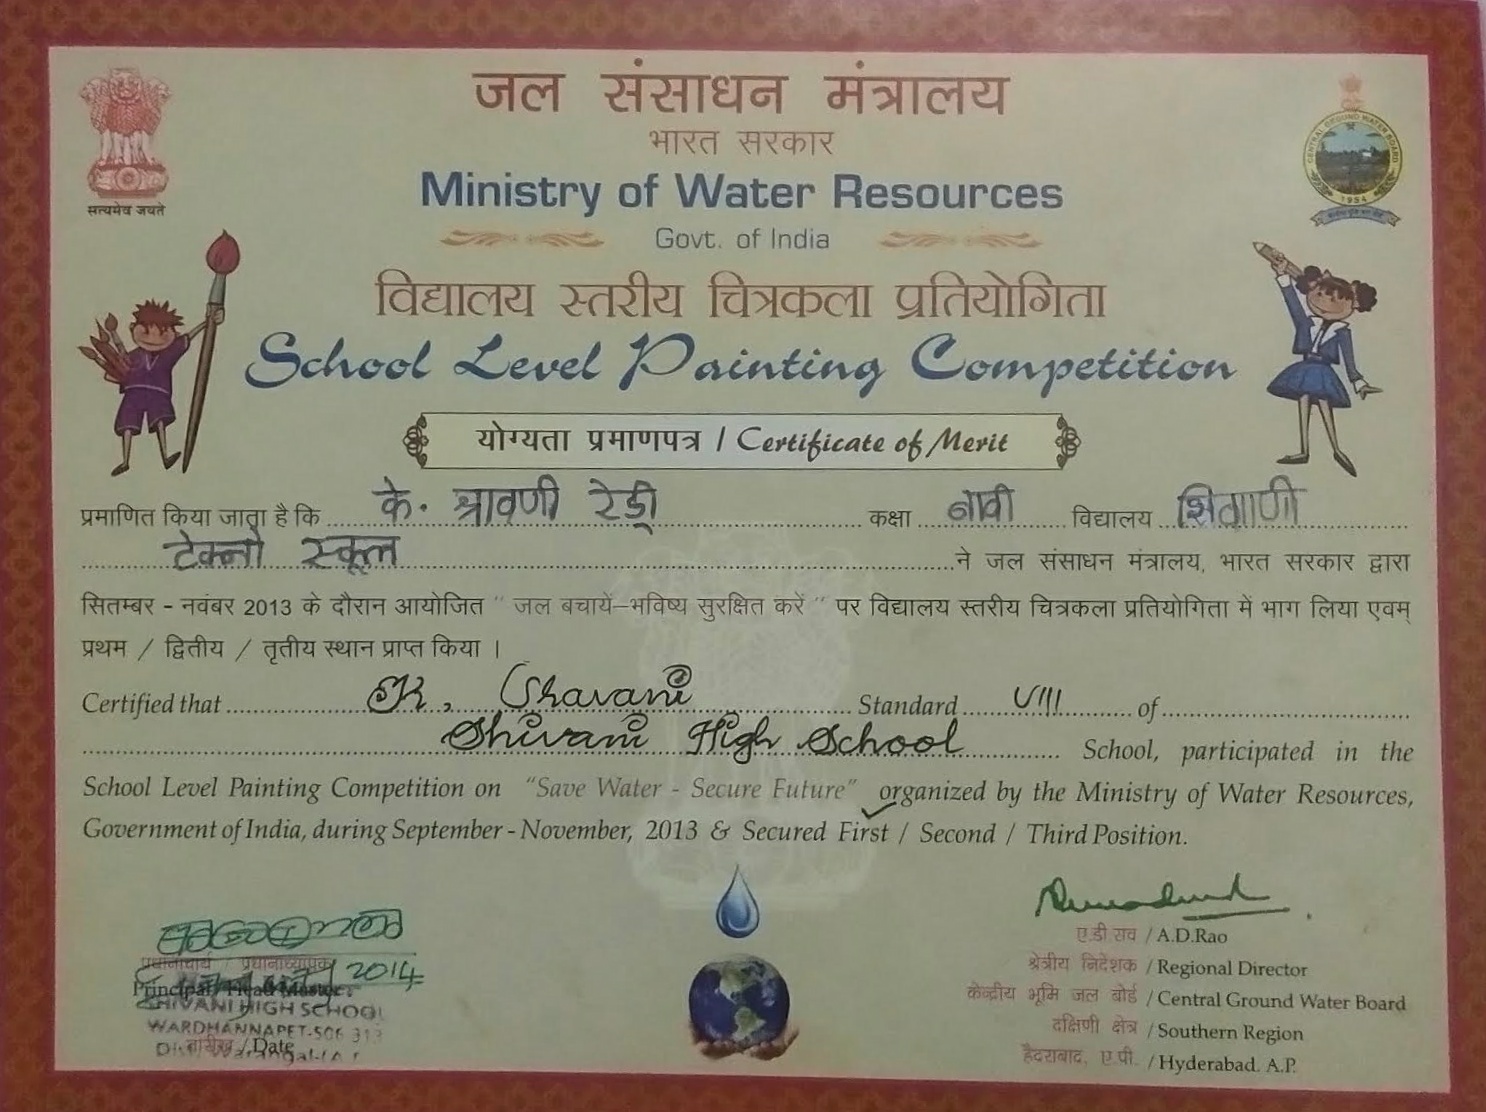 जल संसाधन मंत्रालय
भारत सरकार
Ministry of Water Resources
Govt. of India
सत्यमेव जयते
CENTRAL GROUND WATER BOARD
1954
विद्यालय स्तरीय चित्रकला प्रतियोगिता
School Level Painting Competition
योग्यता प्रमाणपत्र / Certificate of Merit
प्रमाणित किया जाता है कि के. श्रावणी रेड्डी कक्षा विद्यालय
टेक्नो स्कूल ने जल संसाधन मंत्रालय, भारत सरकार द्वारा
सितम्बर - नवंबर 2013 के दौरान आयोजित " जल बचायें-भविष्य सुरक्षित करें " पर विद्यालय स्तरीय चित्रकला प्रतियोगिता में भाग लिया एवम्
प्रथम / द्वितीय / तृतीय स्थान प्राप्त किया ।
Certified that K. Shravani Standard VIII of
Shivani High School School, participated in the
School Level Painting Competition on "Save Water - Secure Future" organized by the Ministry of Water Resources,
Government of India, during September - November, 2013 & Secured First / Second / Third Position.
प्रधानाचार्य / प्रधानाध्यापक 2014
Principal / Head Master
SHIVANI HIGH SCHOOL
WARDHANNAPET-506 313
तारीख / Date
ए.डी.राव / A.D.Rao
क्षेत्रीय निदेशक / Regional Director
केन्द्रीय भूमि जल बोर्ड / Central Ground Water Board
दक्षिणी क्षेत्र / Southern Region
हैदराबाद, ए.पी. / Hyderabad. A.P.